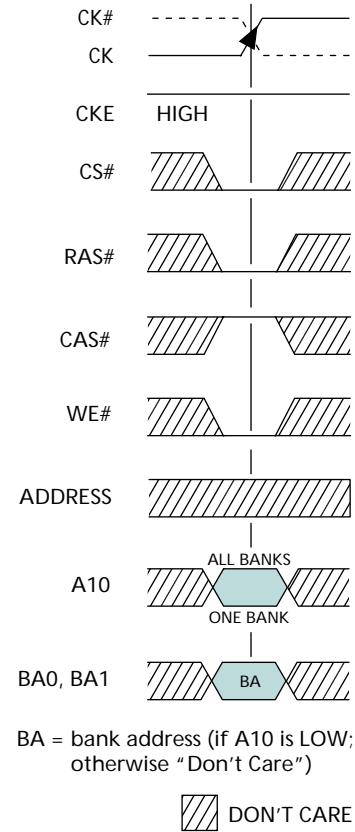 CK#
CK
CKE HIGH
CS#
RAS#
CAS#
WE#
ADDRESS
ALL BANKS
A10
ONE BANK
BA0, BA1 BA
BA = bank address (if A10 is LOW;
otherwise “Don't Care”)
DON'T CARE